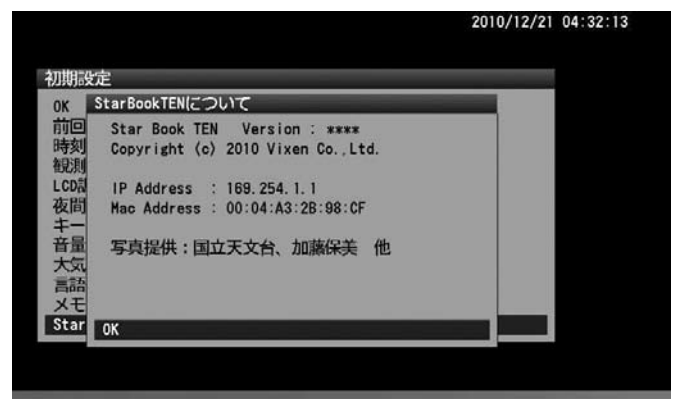 2010/12/21 04:32:13
初期設定
OK
前回
時刻
観測
LCD
夜間
キー
音量
大気
言語
メモ
Star
StarBookTENについて
Star Book TEN Version : ****
Copyright (c) 2010 Vixen Co.,Ltd.
IP Address : 169.254.1.1
Mac Address : 00:04:A3:2B:98:CF
写真提供:国立天文台、加藤保美 他
OK